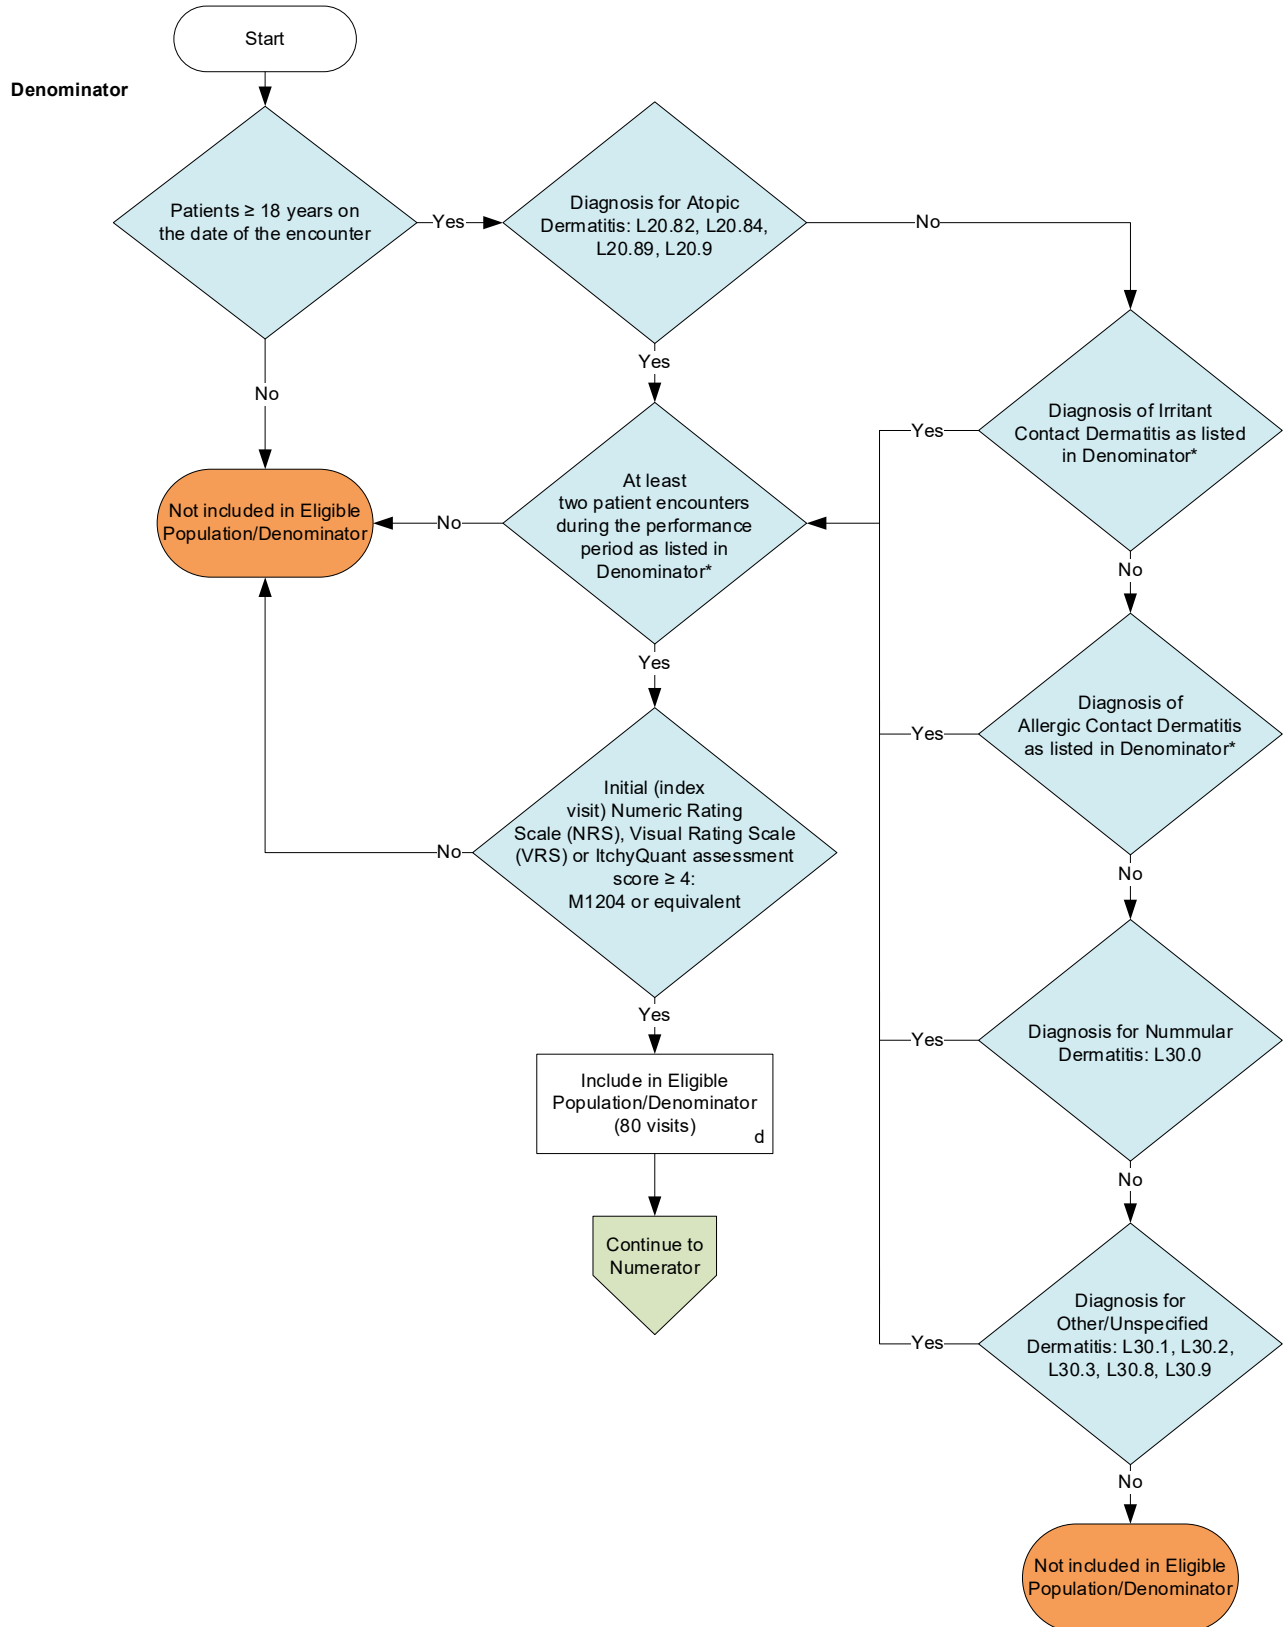 Start
Denominator
Patients ≥ 18 years on
the date of the encounter
Yes
No
Diagnosis for Atopic
Dermatitis: L20.82, L20.84,
L20.89, L20.9
No
Yes
Not included in Eligible
Population/Denominator
No
At least
two patient encounters
during the performance
period as listed in
Denominator*
Yes
Diagnosis of Irritant
Contact Dermatitis as listed
in Denominator*
Yes
No
Diagnosis of
Allergic Contact Dermatitis
as listed in Denominator*
Yes
No
Initial (index
visit) Numeric Rating
Scale (NRS), Visual Rating Scale
(VRS) or ItchyQuant assessment
score ≥ 4:
M1204 or equivalent
No
Yes
Diagnosis for Nummular
Dermatitis: L30.0
Yes
No
Include in Eligible
Population/Denominator
(80 visits)
d
Continue to
Numerator
Diagnosis for
Other/Unspecified
Dermatitis: L30.1, L30.2,
L30.3, L30.8, L30.9
Yes
No
Not included in Eligible
Population/Denominator